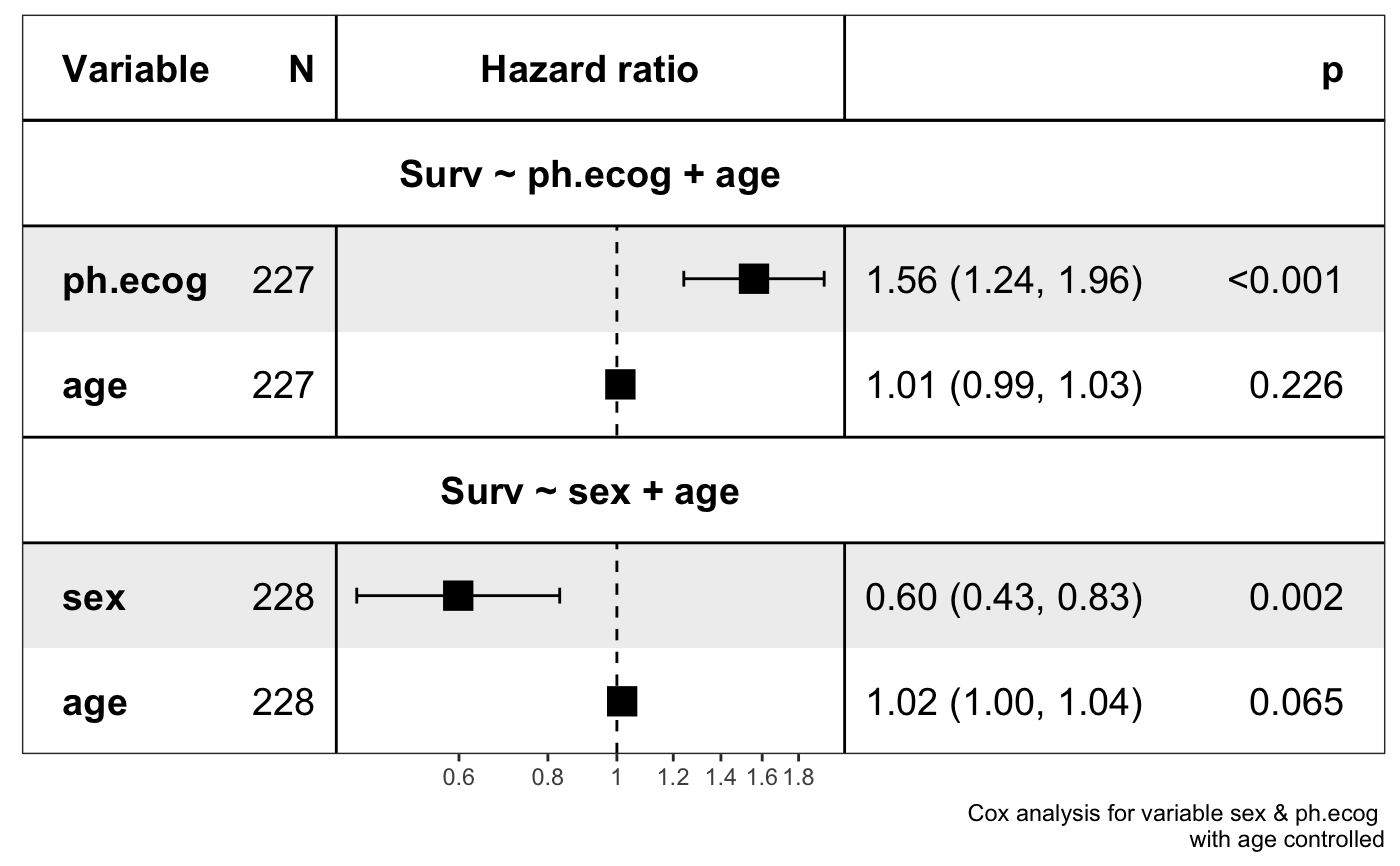 Variable N Hazard ratio p
Surv ~ ph.ecog + age
ph.ecog 227 1.56 (1.24, 1.96) <0.001
age 227 1.01 (0.99, 1.03) 0.226
Surv ~ sex + age
sex 228 0.60 (0.43, 0.83) 0.002
age 228 1.02 (1.00, 1.04) 0.065
0.6 0.8 1 1.2 1.4 1.6 1.8
Cox analysis for variable sex & ph.ecog
with age controlled